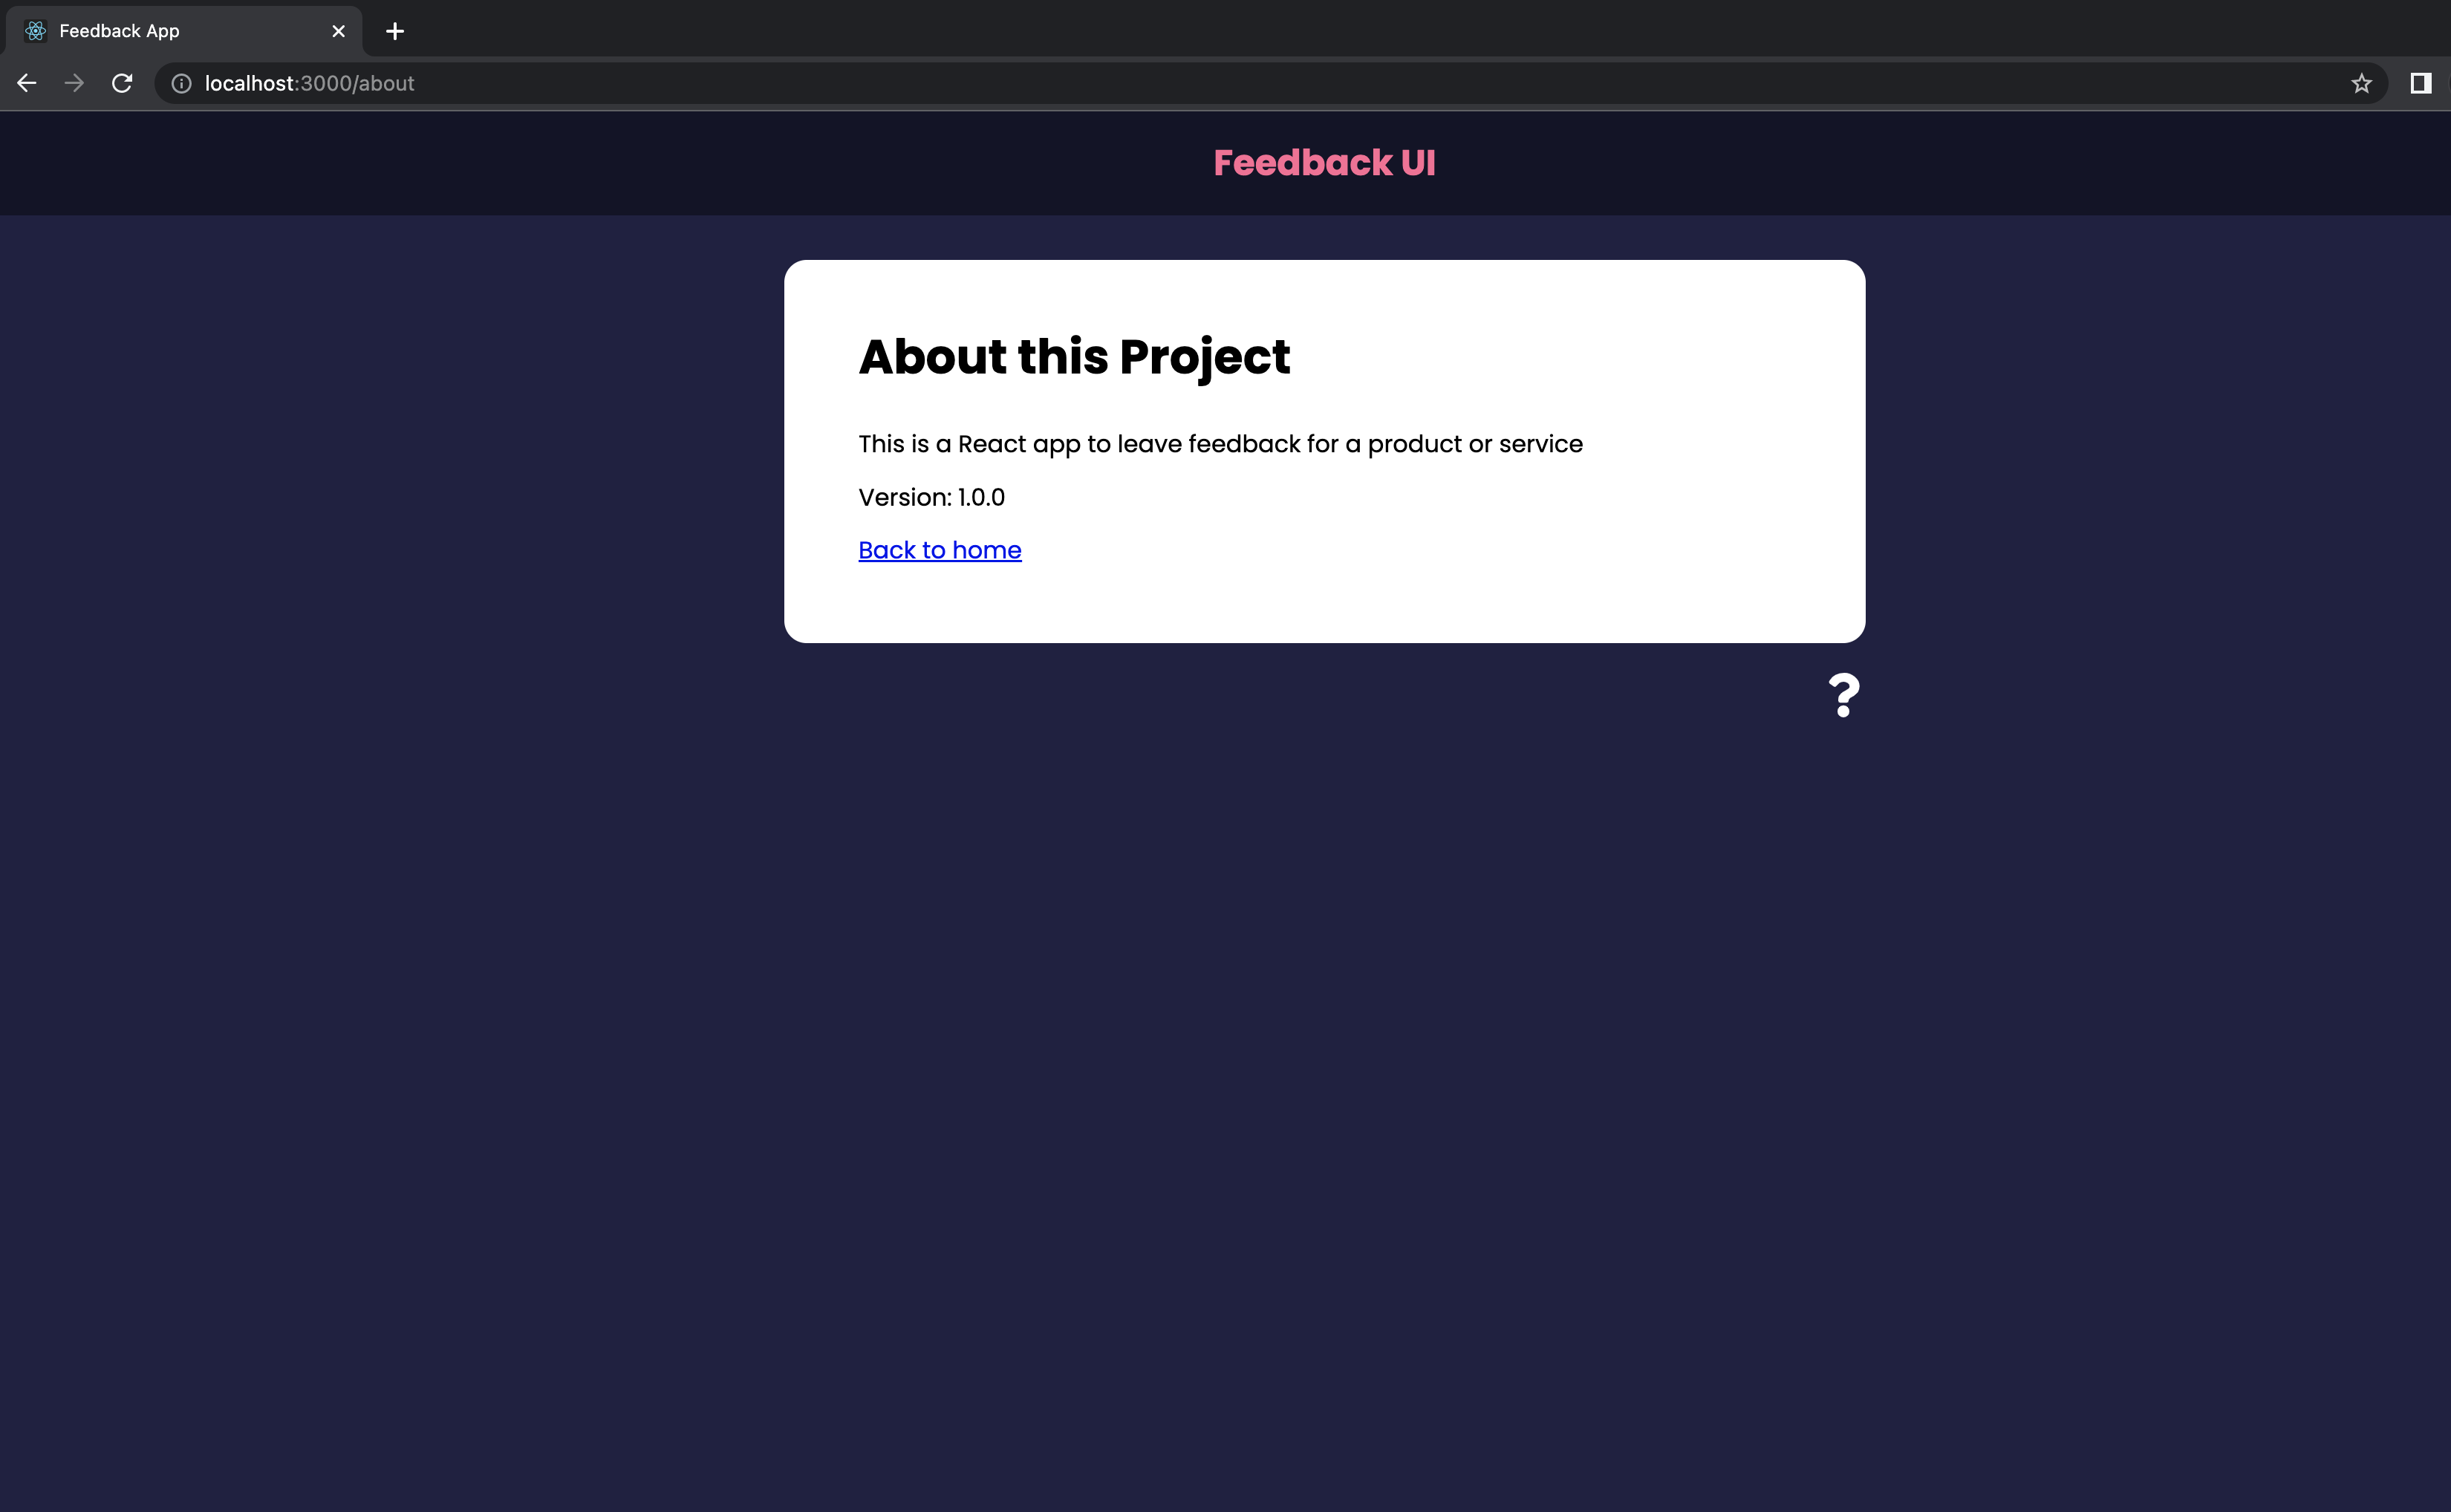 Feedback App
localhost:3000/about
Feedback UI
About this Project
This is a React app to leave feedback for a product or service
Version: 1.0.0
Back to home
?